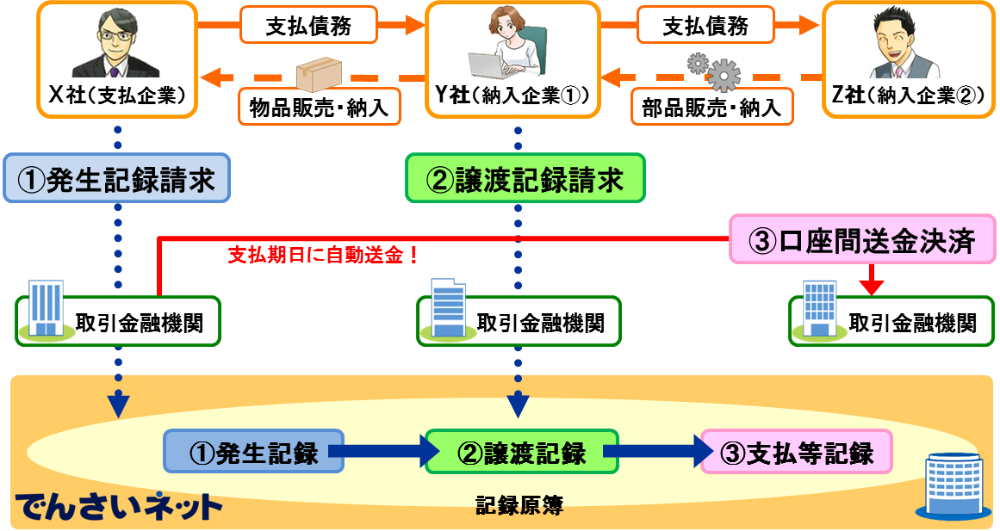 支払債務
支払債務
X社(支払企業)
Y社(納入企業①)
Z社(納入企業②)
物品販売・納入
部品販売・納入
①発生記録請求
②譲渡記録請求
③口座間送金決済
支払期日に自動送金！
取引金融機関
取引金融機関
取引金融機関
①発生記録
②譲渡記録
③支払等記録
でんさいネット
記録原簿